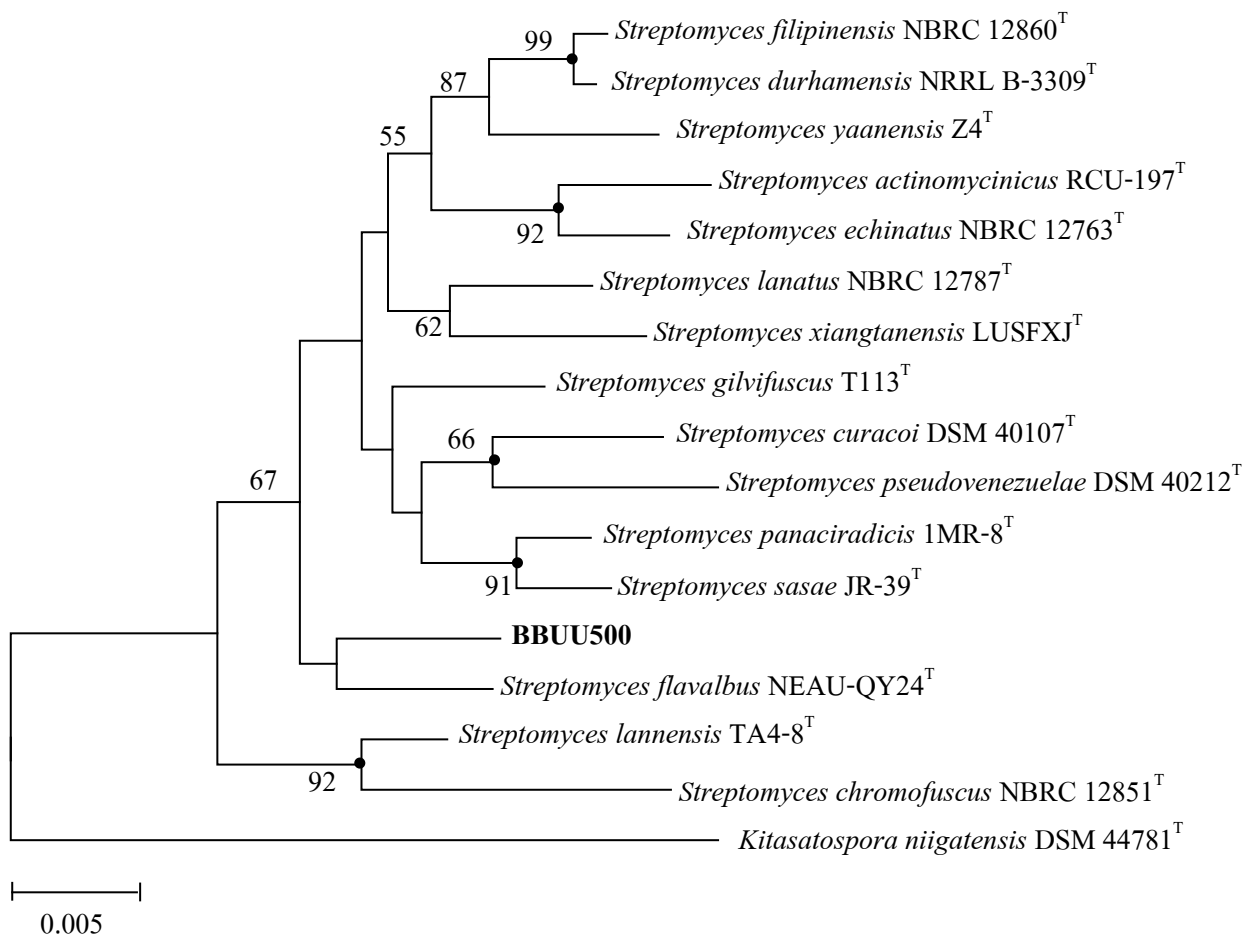 99
Streptomyces filipinensis NBRC 12860T
Streptomyces durhamensis NRRL B-3309T
87
Streptomyces yaanensis Z4T
55
Streptomyces actinomycinicus RCU-197T
92
Streptomyces echinatus NBRC 12763T
Streptomyces lanatus NBRC 12787T
62
Streptomyces xiangtanensis LUSFXJT
Streptomyces gilvifuscus T113T
66
Streptomyces curacoi DSM 40107T
67
Streptomyces pseudovenezuelae DSM 40212T
Streptomyces panaciradicis 1MR-8T
91
Streptomyces sasae JR-39T
BBUU500
Streptomyces flavalbus NEAU-QY24T
Streptomyces lannensis TA4-8T
92
Streptomyces chromofuscus NBRC 12851T
Kitasatospora niigatensis DSM 44781T
0.005